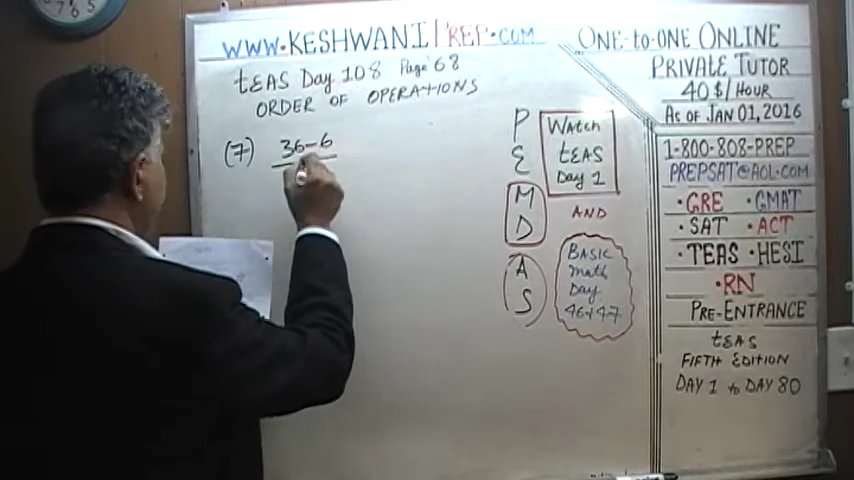 WWW.KESHWANI PREP.COM
tEAS Day 108 Page 68
ORDER OF OPERATIONS
(7) 36-6
P
E
M
D
A
S
Watch
tEAS
Day 1
AND
BASIC
math
Day
46+47
ONE-to-ONE ONLINE
PRIVATE TUTOR
40 $/HOUR
AS OF JAN 01, 2016
1-800-808-PREP
PREPSAT@AOL.COM
•GRE •GMAT
•SAT •ACT
•TEAS •HESI
•RN
PRE-ENTRANCE
tEAS
FIFTH EDITION
DAY 1 to DAY 80